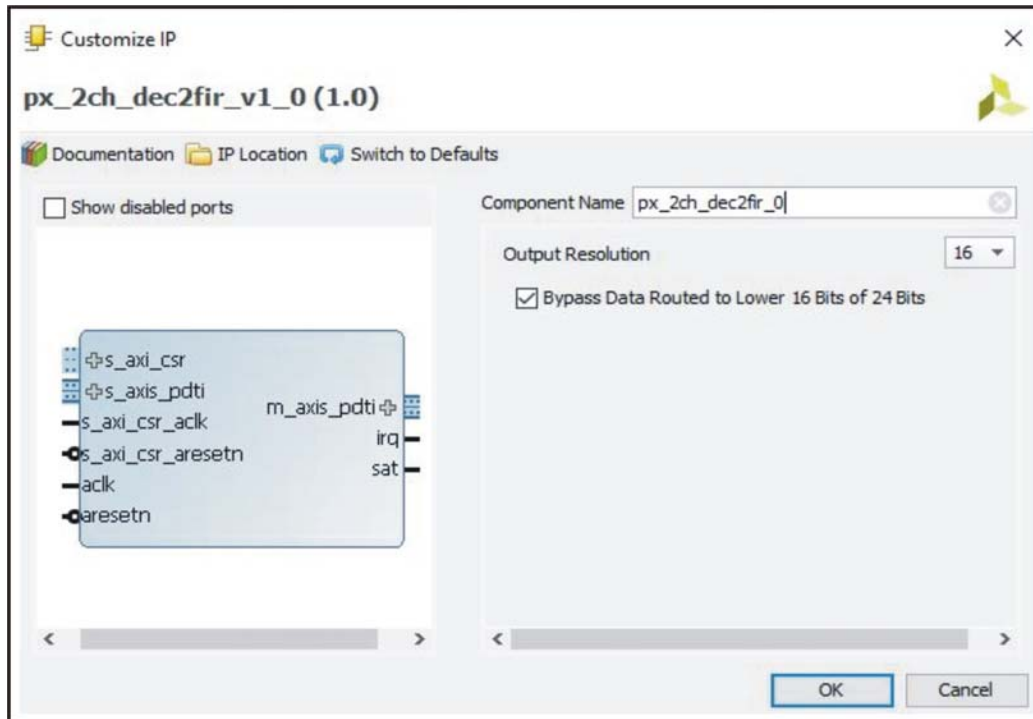 Customize IP
px_2ch_dec2fir_v1_0 (1.0)
Documentation IP Location Switch to Defaults
Show disabled ports
Component Name px_2ch_dec2fir_0
Output Resolution 16
Bypass Data Routed to Lower 16 Bits of 24 Bits
s_axi_csr
s_axis_pdti
s_axi_csr_aclk
s_axi_csr_aresetn
aclk
aresetn
m_axis_pdti
irq
sat
OK Cancel